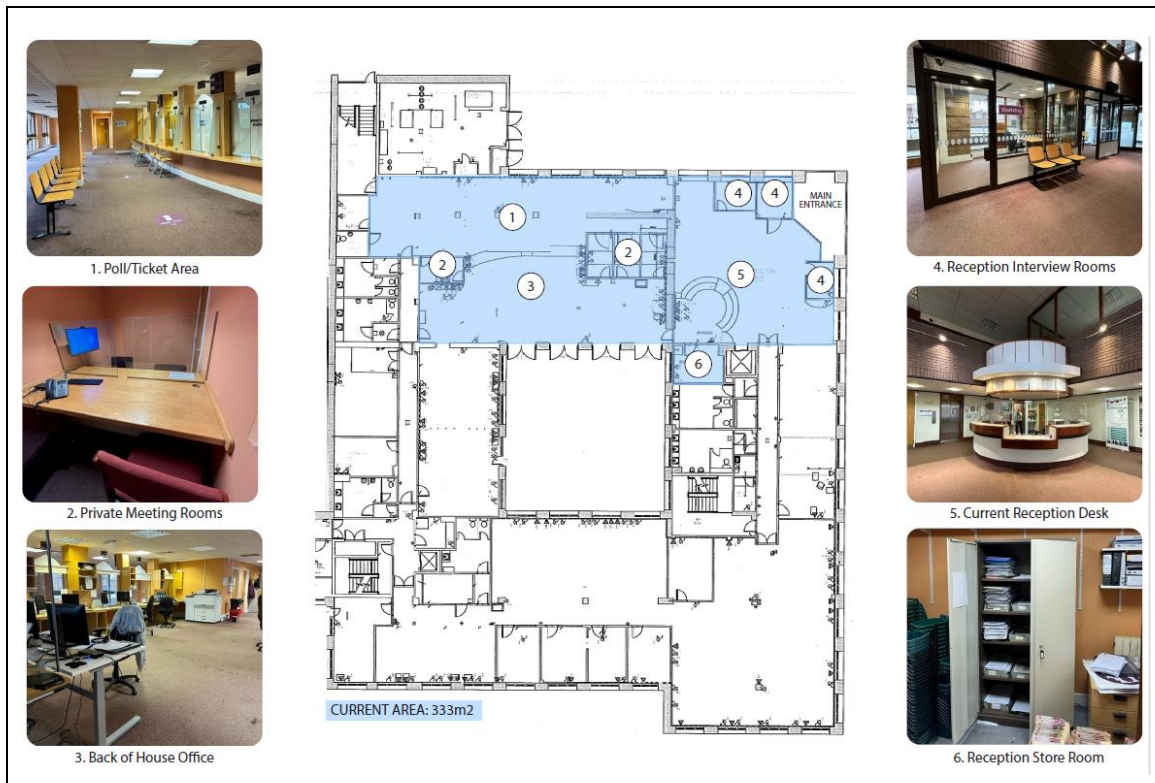 1. Poll/Ticket Area
2. Private Meeting Rooms
3. Back of House Office
MAIN
ENTRANCE
1
2
2
3
4
4
4
5
6
CURRENT AREA: 333m2
4. Reception Interview Rooms
5. Current Reception Desk
6. Reception Store Room